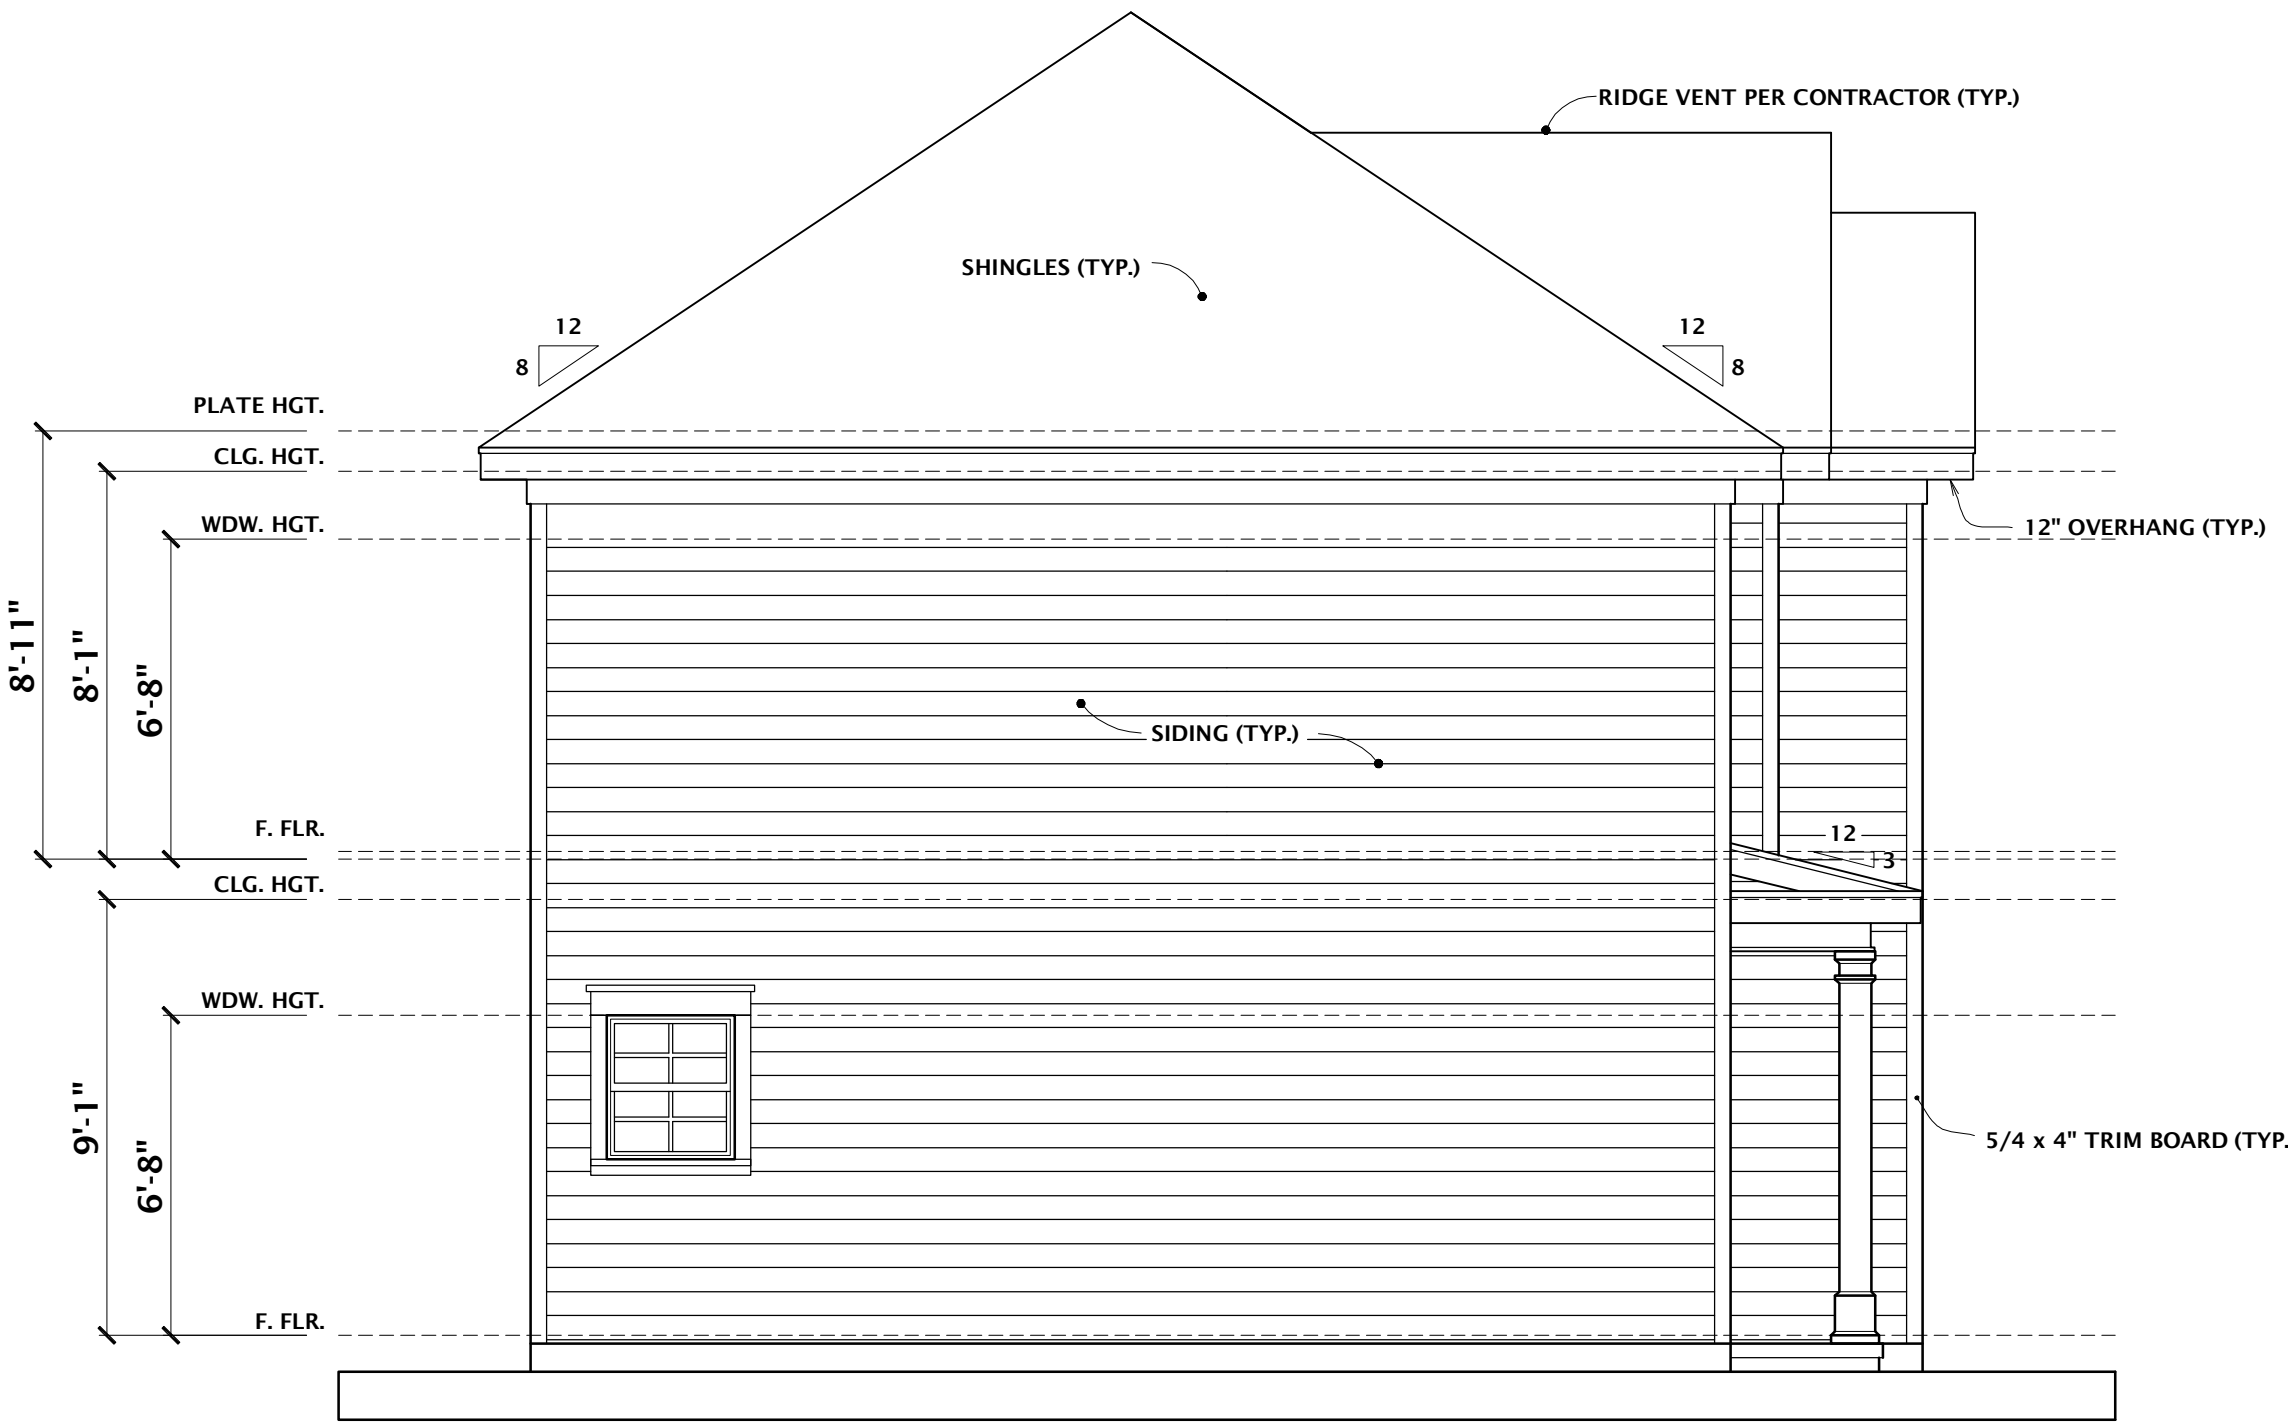 RIDGE VENT PER CONTRACTOR (TYP.)
SHINGLES (TYP.)
12
8
12
8
PLATE HGT.
CLG. HGT.
WDW. HGT.
12" OVERHANG (TYP.)
8'-11"
8'-1"
6'-8"
SIDING (TYP.)
F. FLR.
12
3
CLG. HGT.
WDW. HGT.
9'-1"
6'-8"
5/4 x 4" TRIM BOARD (TYP.
F. FLR.